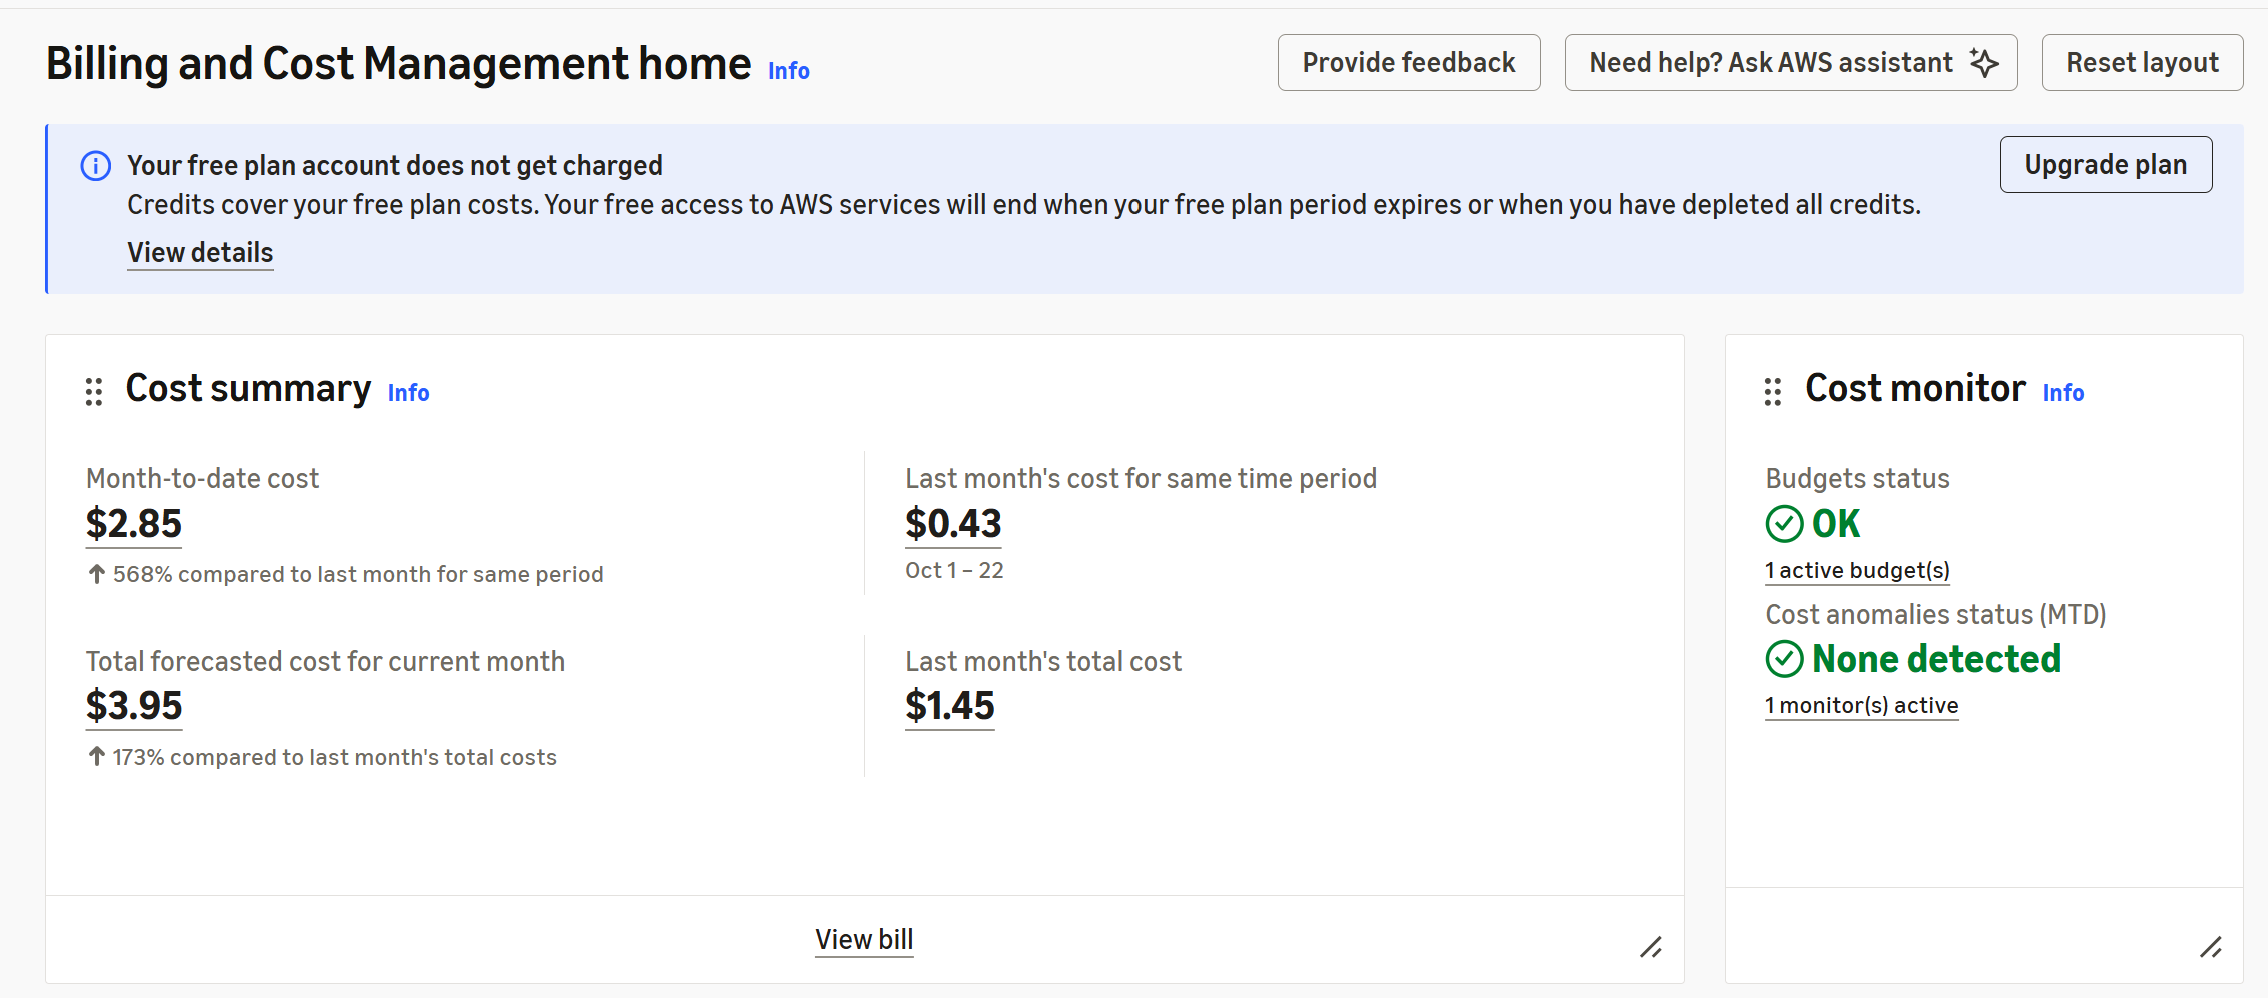 Billing and Cost Management home Info
Provide feedback
Need help? Ask AWS assistant
Reset layout
Your free plan account does not get charged
Credits cover your free plan costs. Your free access to AWS services will end when your free plan period expires or when you have depleted all credits.
View details
Upgrade plan
Cost summary Info
Month-to-date cost
$2.85
568% compared to last month for same period
Last month's cost for same time period
$0.43
Oct 1 – 22
Total forecasted cost for current month
$3.95
173% compared to last month's total costs
Last month's total cost
$1.45
View bill
Cost monitor Info
Budgets status
OK
1 active budget(s)
Cost anomalies status (MTD)
None detected
1 monitor(s) active